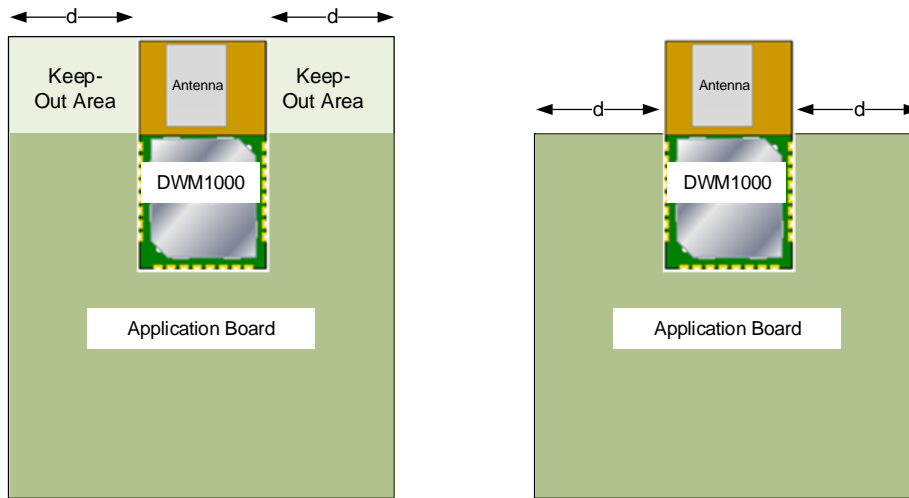 d
d
Keep-
Out Area
Antenna
Keep-
Out Area
DWM1000
Application Board
Antenna
d
d
DWM1000
Application Board